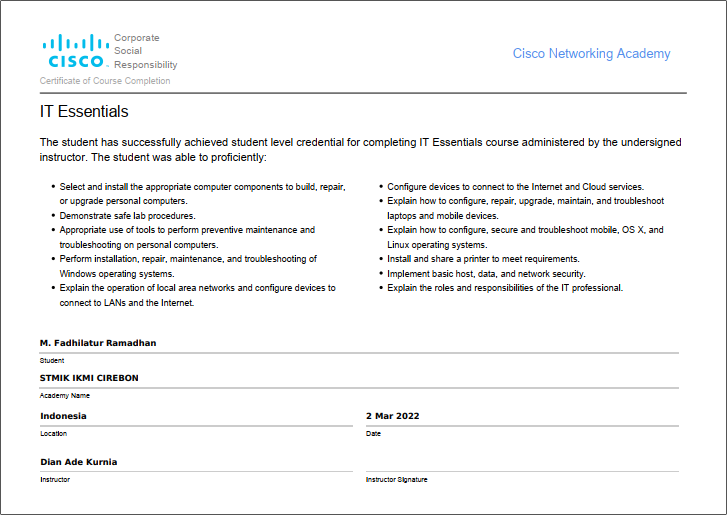 Corporate
Social
Responsibility
CISCO.
Cisco Networking Academy
Certificate of Course Completion
IT Essentials
The student has successfully achieved student level credential for completing IT Essentials course administered by the undersigned
instructor. The student was able to proficiently:
• Select and install the appropriate computer components to build, repair,
or upgrade personal computers.
• Demonstrate safe lab procedures.
• Appropriate use of tools to perform preventive maintenance and
troubleshooting on personal computers.
• Perform installation, repair, maintenance, and troubleshooting of
Windows operating systems.
• Explain the operation of local area networks and configure devices to
connect to LANs and the Internet.
• Configure devices to connect to the Internet and Cloud services.
• Explain how to configure, repair, upgrade, maintain, and troubleshoot
laptops and mobile devices.
• Explain how to configure, secure and troubleshoot mobile, OS X, and
Linux operating systems.
• Install and share a printer to meet requirements.
• Implement basic host, data, and network security.
• Explain the roles and responsibilities of the IT professional.
M. Fadhilatur Ramadhan
Student
STMIK IKMI CIREBON
Academy Name
Indonesia
Location
2 Mar 2022
Date
Dian Ade Kurnia
Instructor
Instructor Signature